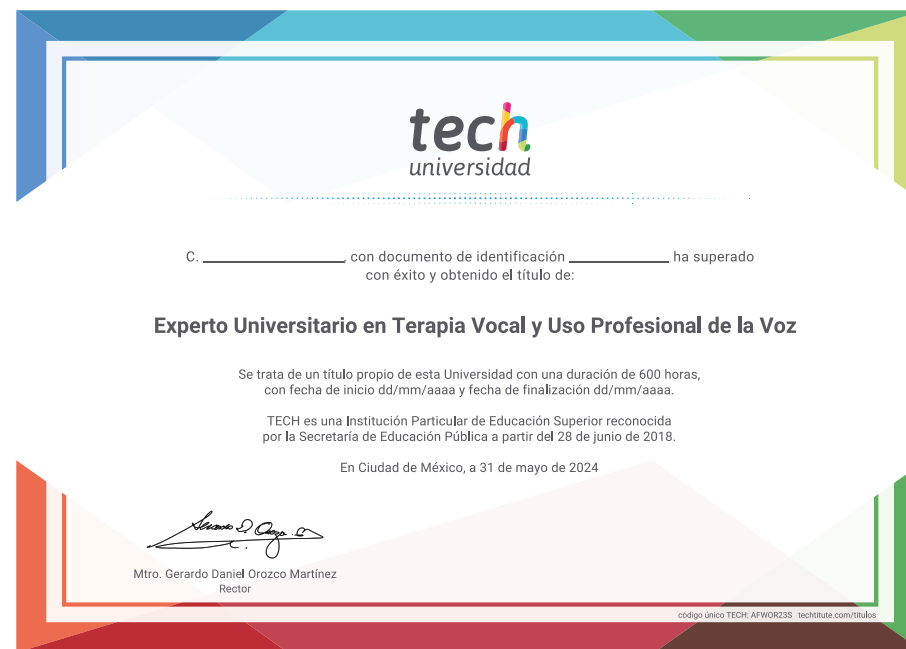 tech
universidad
C. ____________________, con documento de identificación ______________ ha superado
con éxito y obtenido el título de:
Experto Universitario en Terapia Vocal y Uso Profesional de la Voz
Se trata de un título propio de esta Universidad con una duración de 600 horas,
con fecha de inicio dd/mm/aaaa y fecha de finalización dd/mm/aaaa.
TECH es una Institución Particular de Educación Superior reconocida
por la Secretaría de Educación Pública a partir del 28 de junio de 2018.
En Ciudad de México, a 31 de mayo de 2024
Mtro. Gerardo Daniel Orozco Martínez
Rector
código único TECH: AFWOR23S techtitute.com/titulos